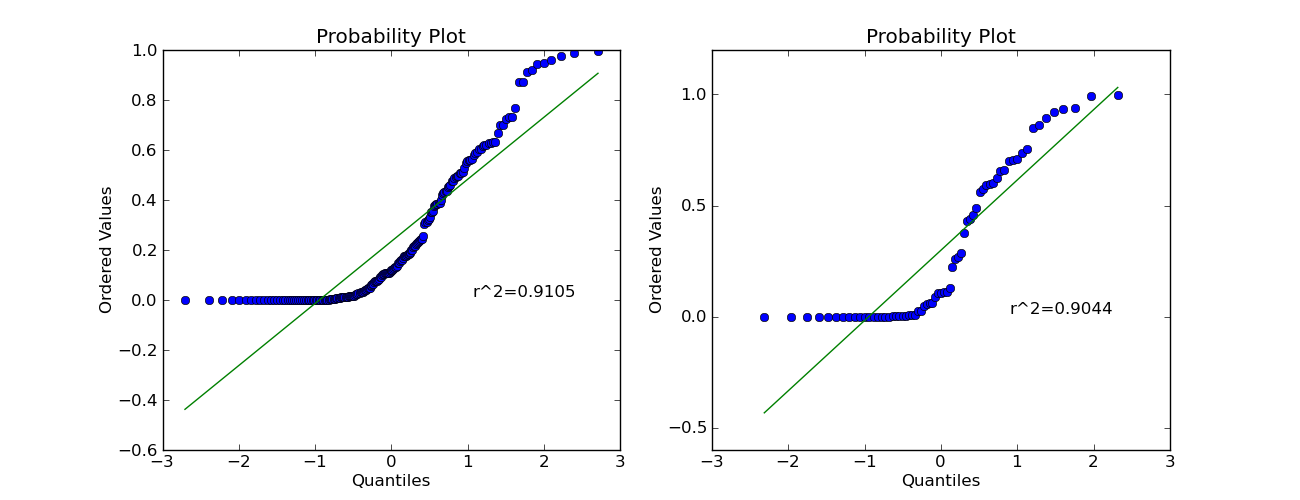 Probability Plot
1.0
0.8
0.6
0.4
0.2
0.0
−0.2
−0.4
−0.6
Ordered Values
r^2=0.9105
−3 −2 −1 0 1 2 3
Quantiles
Probability Plot
1.0
0.5
0.0
−0.5
Ordered Values
r^2=0.9044
−3 −2 −1 0 1 2 3
Quantiles